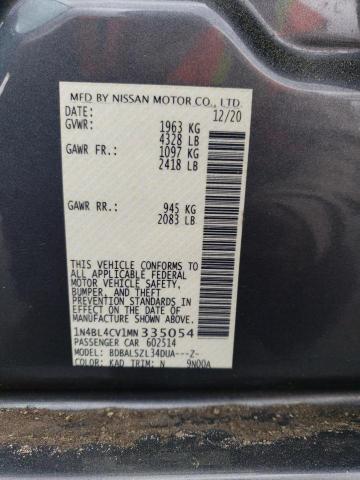 MFD BY NISSAN MOTOR CO., LTD.
DATE: 12/20
GVWR: 1963 KG
4328 LB
GAWR FR.: 1097 KG
2418 LB
GAWR RR.: 945 KG
2083 LB
THIS VEHICLE CONFORMS TO ALL
APPLICABLE FEDERAL MOTOR VEHICLE SAFETY,
BUMPER, AND THEFT
PREVENTION STANDARDS IN
EFFECT ON THE DATE OF
MANUFACTURE SHOWN ABOVE.
1N4BL4CV1MN 335054
PASSENGER CAR 602514
MODEL: BDBALSZL34DUA---Z-
COLOR: KAD TRIM: N 9N00A